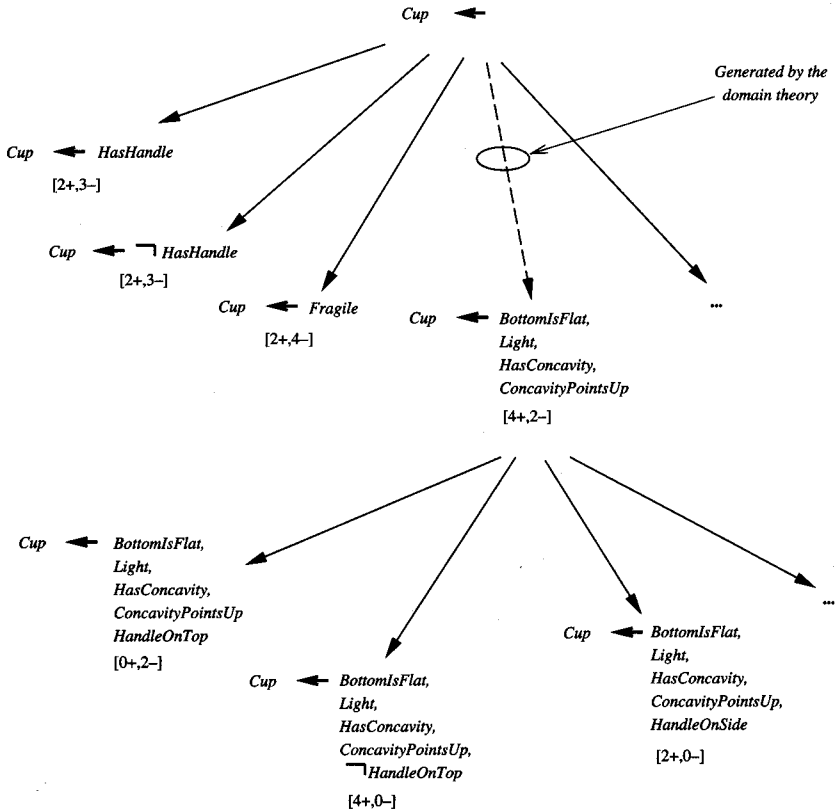 Cup ←
Generated by the
domain theory
Cup ← HasHandle
[2+,3–]
Cup ← ¬HasHandle
[2+,3–]
Cup ← Fragile
[2+,4–]
Cup ← BottomIsFlat,
Light,
HasConcavity,
ConcavityPointsUp
[4+,2–]
...
Cup ← BottomIsFlat,
Light,
HasConcavity,
ConcavityPointsUp
HandleOnTop
[0+,2–]
Cup ← BottomIsFlat,
Light,
HasConcavity,
ConcavityPointsUp,
¬HandleOnTop
[4+,0–]
Cup ← BottomIsFlat,
Light,
HasConcavity,
ConcavityPointsUp,
HandleOnSide
[2+,0–]
...